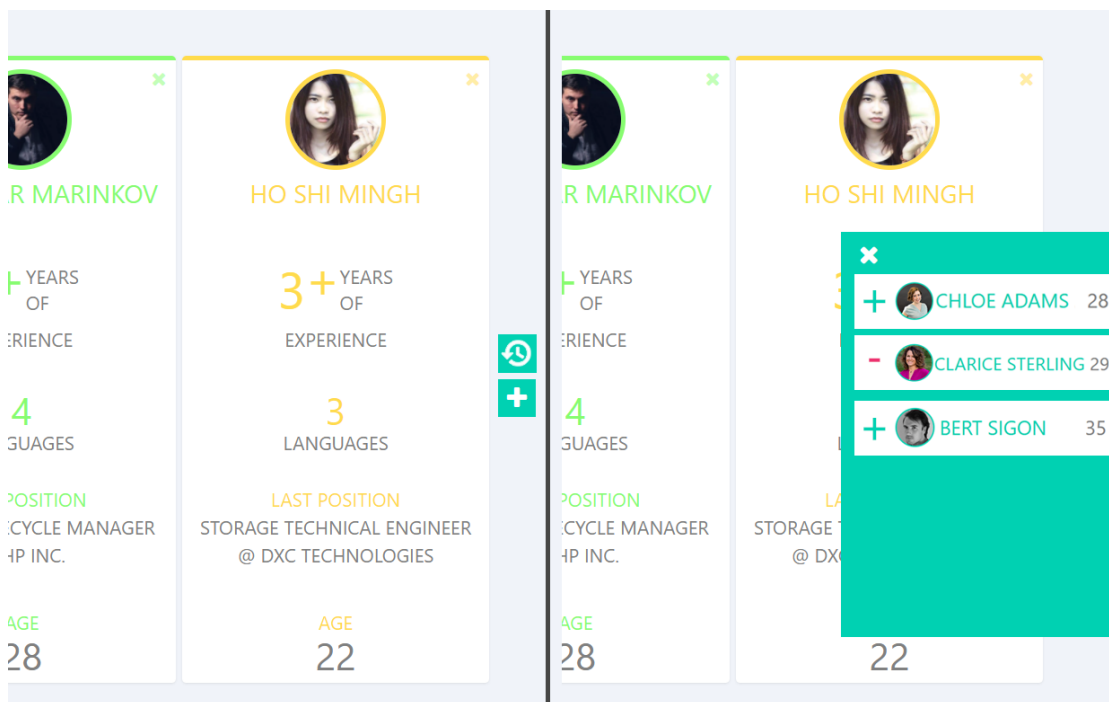 R MARINKOV
YEARS
OF
ERIENCE
4
GUAGES
POSITION
ECYCLE MANAGER
HP INC.
AGE
28
HO SHI MINGH
3+ YEARS
OF
EXPERIENCE
3
LANGUAGES
LAST POSITION
STORAGE TECHNICAL ENGINEER
@ DXC TECHNOLOGIES
AGE
22
R MARINKOV
+ YEARS
OF
ERIENCE
4
GUAGES
POSITION
ECYCLE MANAGER
HP INC.
AGE
28
HO SHI MINGH
STORAGE
@ DX
22
CHLOE ADAMS 28
CLARICE STERLING 29
BERT SIGON 35